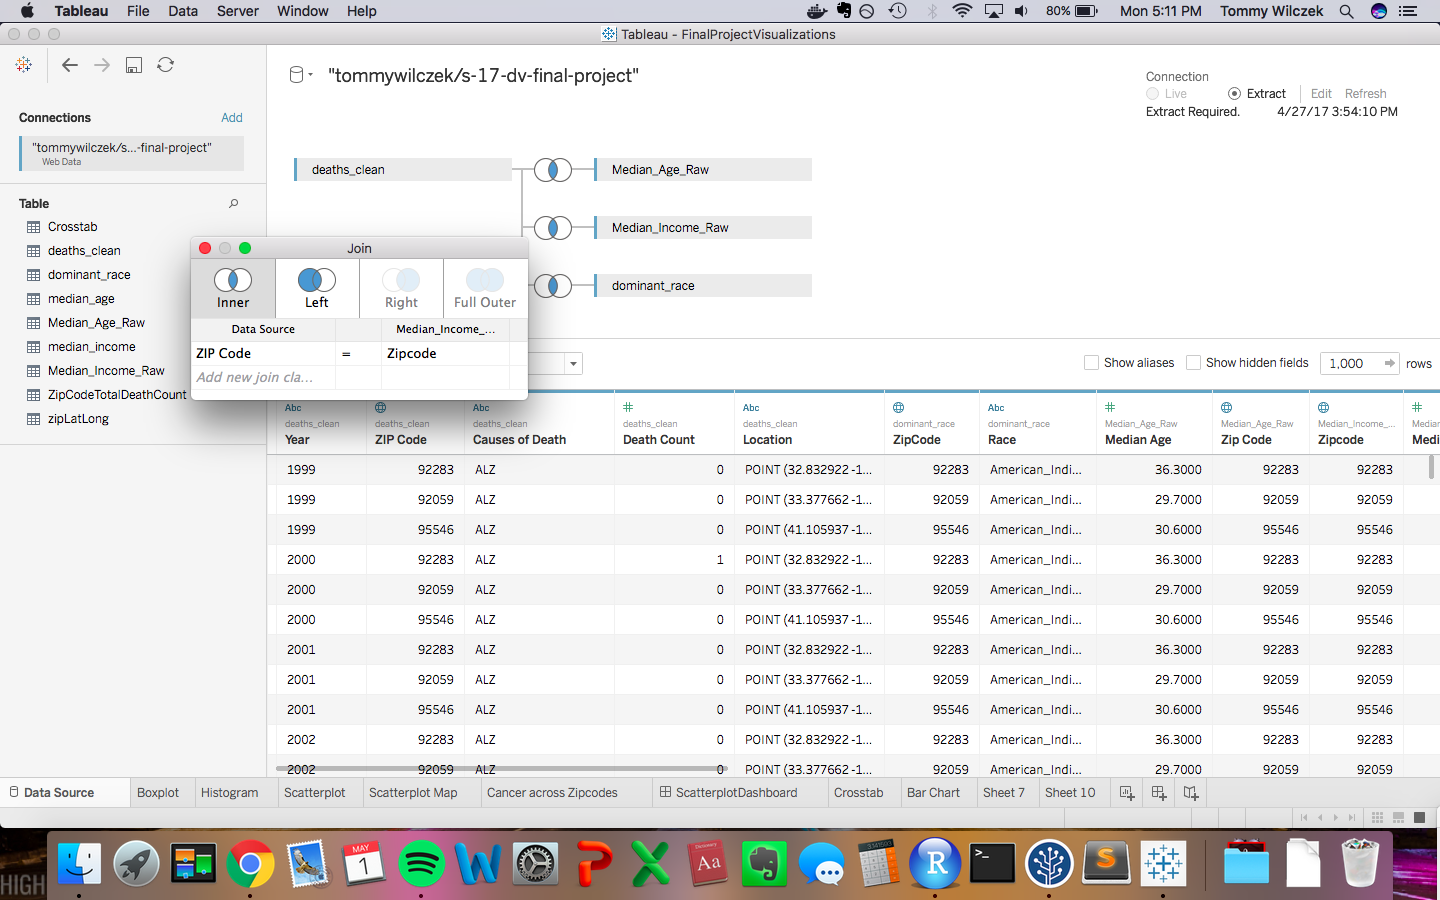 Tableau File Data Server Window Help 80% Mon 5:11 PM Tommy Wilczek
Tableau - FinalProjectVisualizations
"tommywilczek/s-17-dv-final-project"
Connection
Live Extract Edit Refresh
Extract Required. 4/27/17 3:54:10 PM
Connections Add
"tommywilczek/s...-final-project"
Web Data
Table
Crosstab
deaths_clean
dominant_race
median_age
Median_Age_Raw
median_income
Median_Income_Raw
ZipCodeTotalDeathCount
zipLatLong
deaths_clean Median_Age_Raw
Median_Income_Raw
dominant_race
Join
Inner Left Right Full Outer
Data Source Median_Income_...
ZIP Code = Zipcode
Add new join cla...
Show aliases Show hidden fields 1,000 rows
Abc Abc # Abc Abc # #
deaths_clean deaths_clean deaths_clean deaths_clean deaths_clean dominant_race dominant_race Median_Age_Raw Median_Age_Raw Median_Income_... Median_
Year ZIP Code Causes of Death Death Count Location ZipCode Race Median Age Zip Code Zipcode Medi
1999 92283 ALZ 0 POINT (32.832922 -1... 92283 American_Indi... 36.3000 92283 92283
1999 92059 ALZ 0 POINT (33.377662 -1... 92059 American_Indi... 29.7000 92059 92059
1999 95546 ALZ 0 POINT (41.105937 -1... 95546 American_Indi... 30.6000 95546 95546
2000 92283 ALZ 1 POINT (32.832922 -1... 92283 American_Indi... 36.3000 92283 92283
2000 92059 ALZ 0 POINT (33.377662 -1... 92059 American_Indi... 29.7000 92059 92059
2000 95546 ALZ 0 POINT (41.105937 -1... 95546 American_Indi... 30.6000 95546 95546
2001 92283 ALZ 0 POINT (32.832922 -1... 92283 American_Indi... 36.3000 92283 92283
2001 92059 ALZ 0 POINT (33.377662 -1... 92059 American_Indi... 29.7000 92059 92059
2001 95546 ALZ 0 POINT (41.105937 -1... 95546 American_Indi... 30.6000 95546 95546
2002 92283 ALZ 0 POINT (32.832922 -1... 92283 American_Indi... 36.3000 92283 92283
2002 92059 ALZ 0 POINT (33.377662 -1... 92059 American_Indi... 29.7000 92059 92059
Data Source Boxplot Histogram Scatterplot Scatterplot Map Cancer across Zipcodes ScatterplotDashboard Crosstab Bar Chart Sheet 7 Sheet 10
MAY
1
Dictionary
Aa
R
S
HIGH